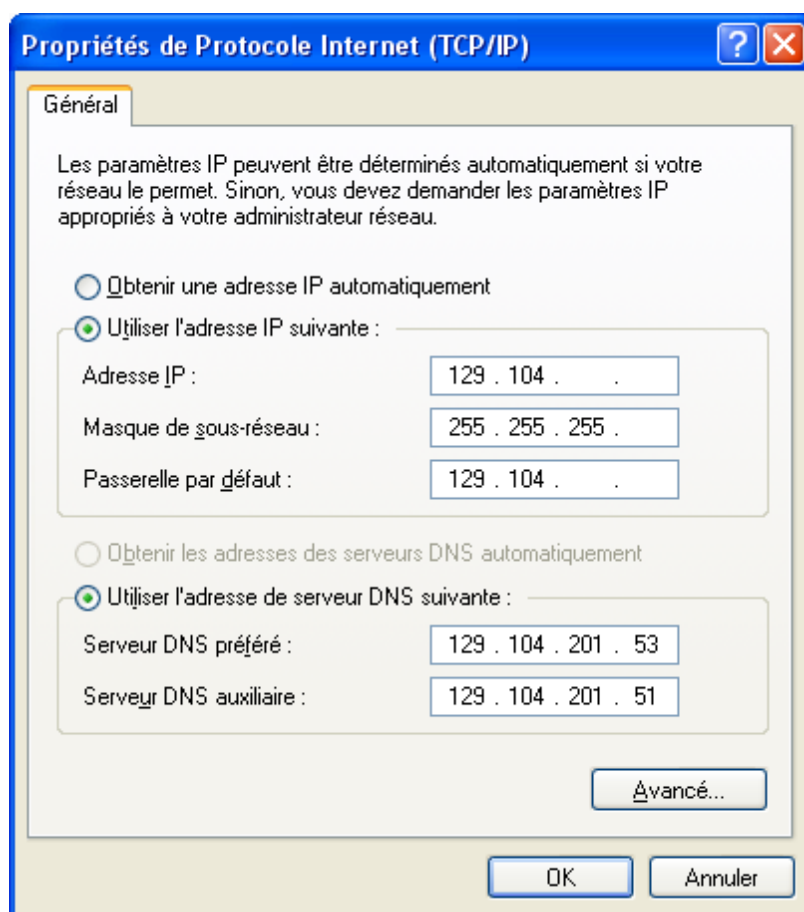 Propriétés de Protocole Internet (TCP/IP)
Général
Les paramètres IP peuvent être déterminés automatiquement si votre
réseau le permet. Sinon, vous devez demander les paramètres IP
appropriés à votre administrateur réseau.
Obtenir une adresse IP automatiquement
Utiliser l'adresse IP suivante :
Adresse IP : 129 . 104 . .
Masque de sous-réseau : 255 . 255 . 255 .
Passerelle par défaut : 129 . 104 . .
Obtenir les adresses des serveurs DNS automatiquement
Utiliser l'adresse de serveur DNS suivante :
Serveur DNS préféré : 129 . 104 . 201 . 53
Serveur DNS auxiliaire : 129 . 104 . 201 . 51
Avancé...
OK Annuler